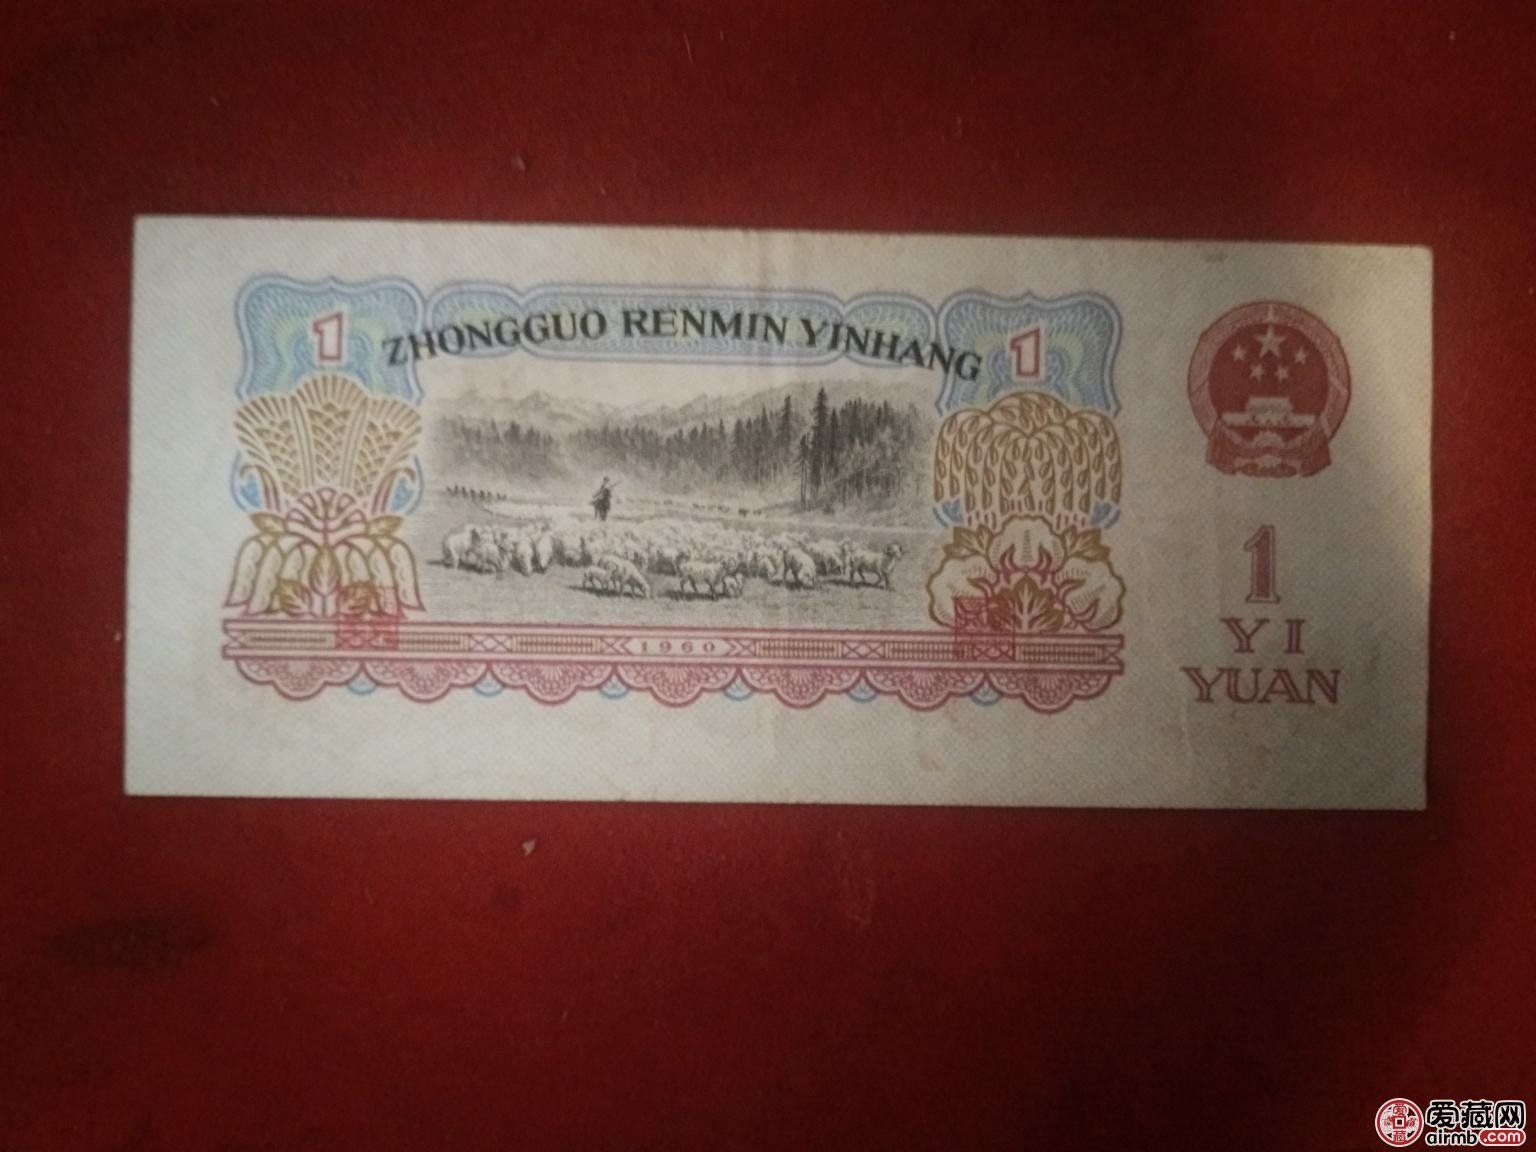 1 ZHONGGUO RENMIN YINHANG 1
1960
1
YI
YUAN
爱藏网
airmb.com